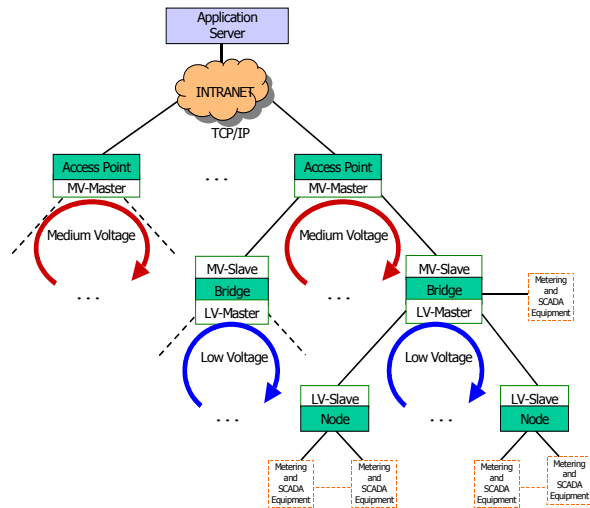 Application
Server
INTRANET
TCP/IP
Access Point
MV-Master
. . .
Access Point
MV-Master
Medium Voltage
. . .
Medium Voltage
. . .
MV-Slave
Bridge
LV-Master
MV-Slave
Bridge
LV-Master
Metering
and
SCADA
Equipment
Low Voltage
. . .
Low Voltage
. . .
LV-Slave
Node
LV-Slave
Node
Metering
and
SCADA
Equipment
Metering
and
SCADA
Equipment
Metering
and
SCADA
Equipment
Metering
and
SCADA
Equipment